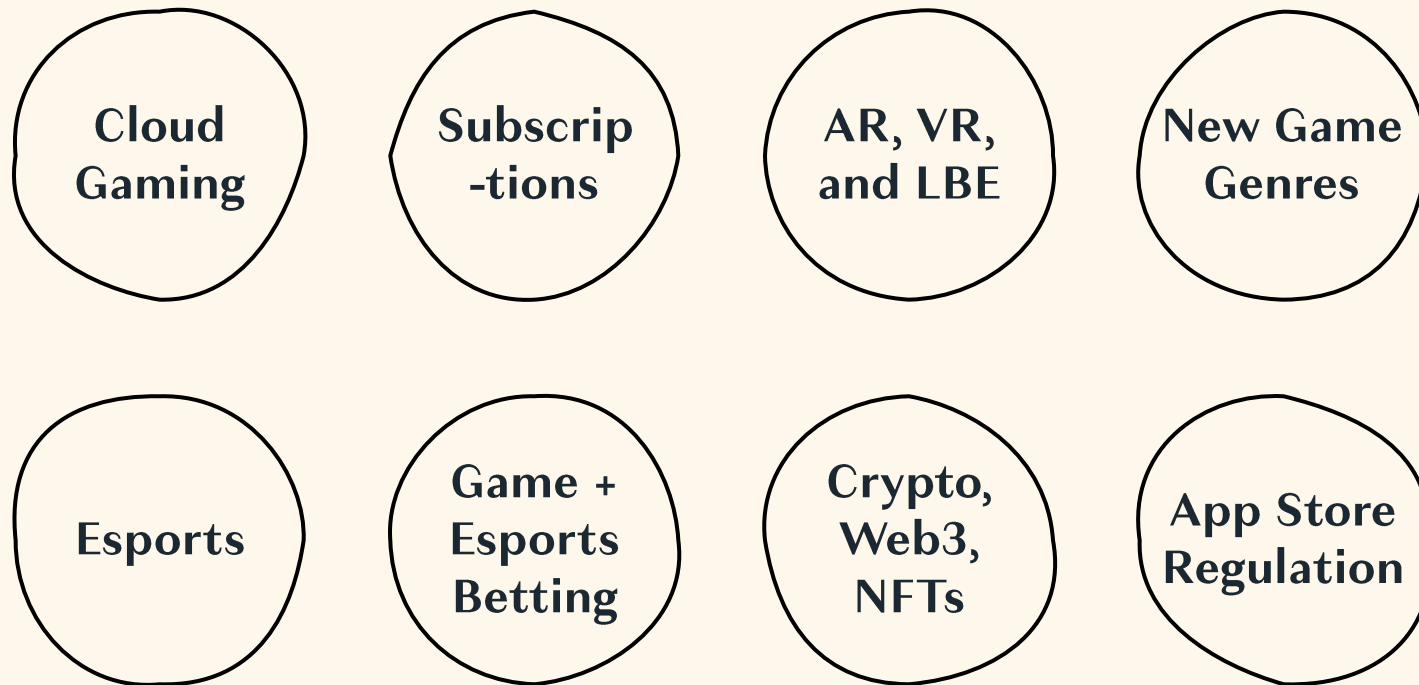 Cloud
Gaming
Subscrip
-tions
AR, VR,
and LBE
New Game
Genres
Esports
Game +
Esports
Betting
Crypto,
Web3,
NFTs
App Store
Regulation